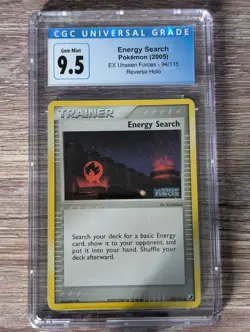 CGC UNIVERSAL GRADE
Gem Mint
9.5
Energy Search
Pokémon (2005)
EX Unseen Forces - 94/115
Reverse Holo
TRAINER
Energy Search
Search your deck for a basic Energy
card, show it to your opponent, and
put it into your hand. Shuffle your
deck afterward.